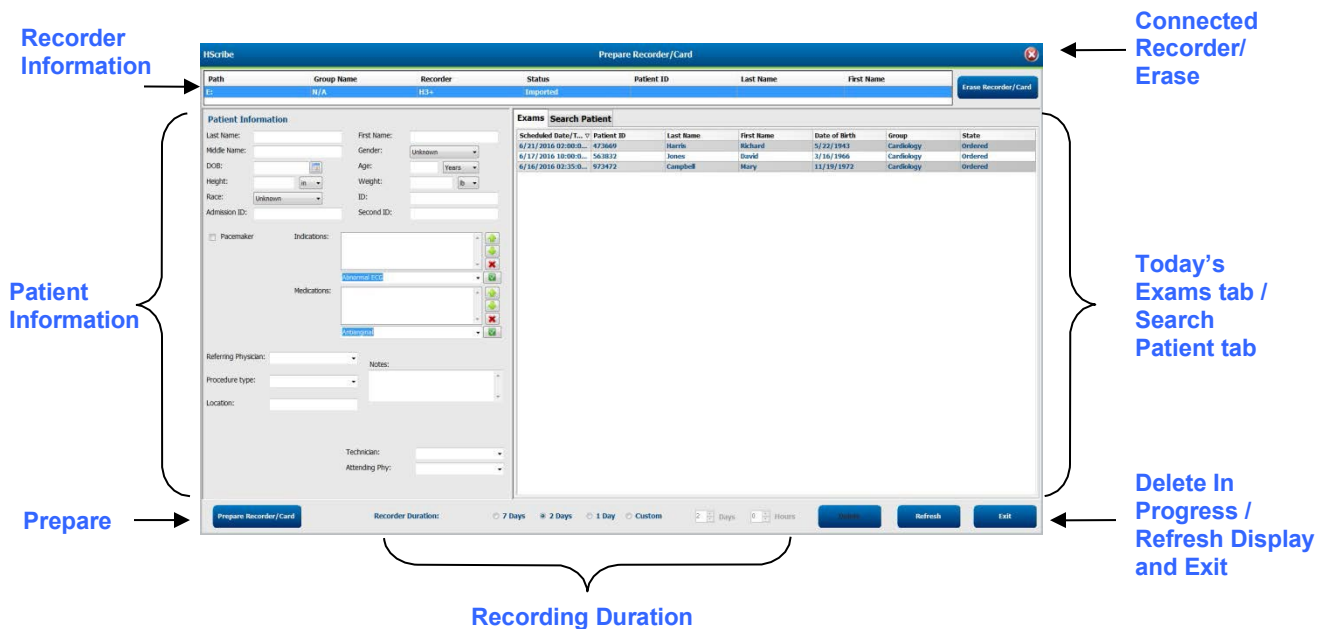 Recorder
Information
Connected
Recorder/
Erase
HScribe
Prepare Recorder/Card
Path Group Name Recorder Status Patient ID Last Name First Name
E: N/A H3+ Imported
Erase Recorder/Card
Patient Information
Last Name: First Name:
Middle Name: Gender: Unknown
DOB: Age: Years
Height: in Weight: lb
Race: Unknown ID:
Admission ID: Second ID:
Pacemaker Indications:
Abnormal ECG
Medications:
Antianginal
Referring Physician: Notes:
Procedure type:
Location:
Technician:
Attending Phy:
Exams Search Patient
Scheduled Date/T... Patient ID Last Name First Name Date of Birth Group State
6/21/2016 02:00:0... 473669 Harris Richard 5/22/1943 Cardiology Ordered
6/17/2016 10:00:0... 563832 Jones David 3/16/1966 Cardiology Ordered
6/16/2016 02:35:0... 973472 Campbell Mary 11/19/1972 Cardiology Ordered
Patient
Information
Today's
Exams tab /
Search
Patient tab
Prepare
Prepare Recorder/Card Recorder Duration: 7 Days 2 Days 1 Day Custom 2 Days 0 Hours Delete Refresh Exit
Delete In
Progress /
Refresh Display
and Exit
Recording Duration